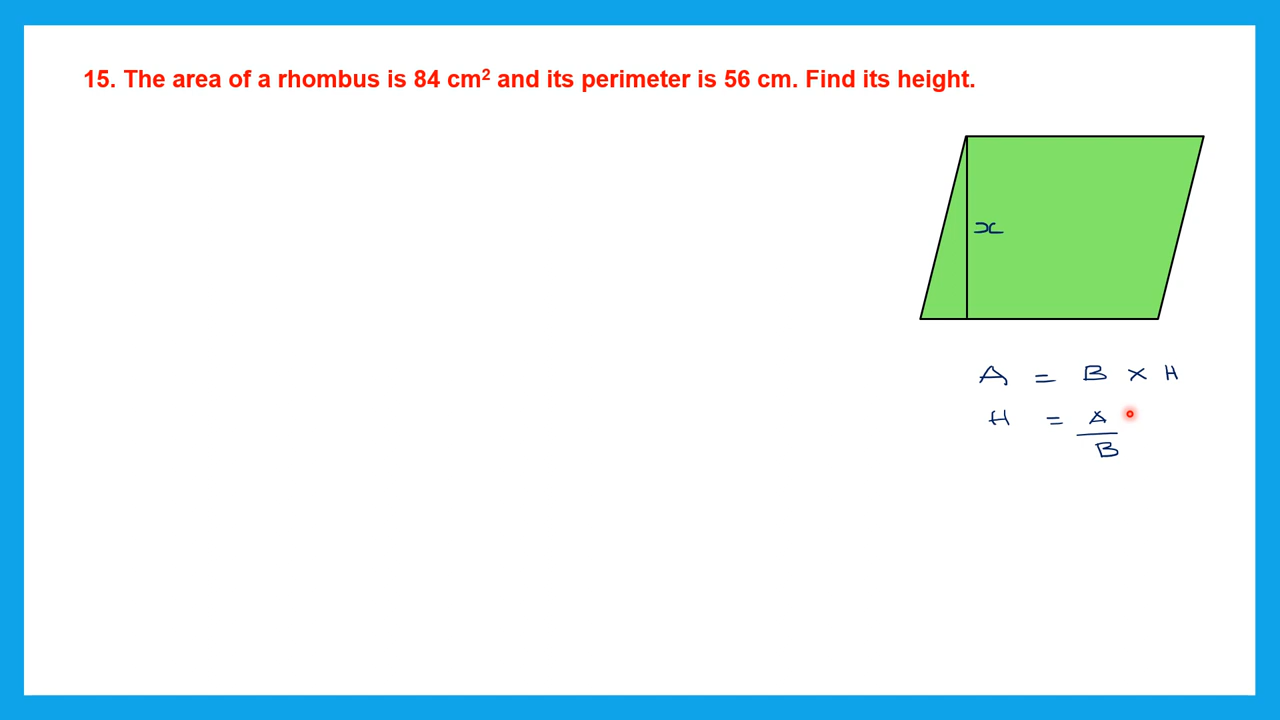 15. The area of a rhombus is 84 cm² and its perimeter is 56 cm. Find its height.
x
A = B × H
H = A
B